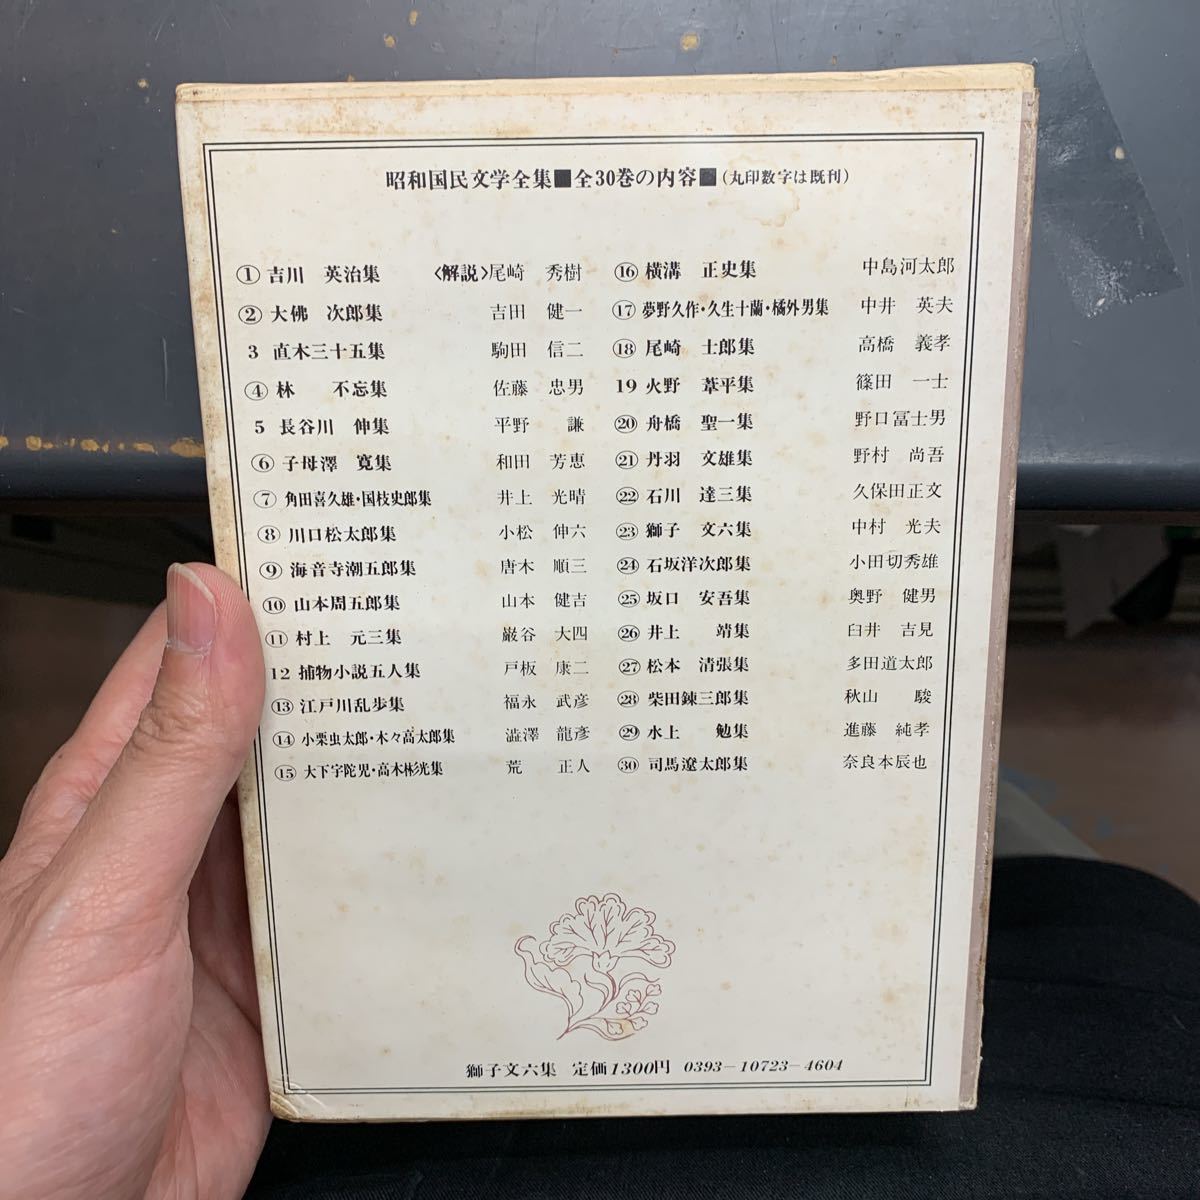 昭和国民文学全集■全30巻の内容■(丸印数字は既刊)
① 吉川 英治集 〈解説〉尾崎 秀樹
② 大佛 次郎集 吉田 健一
3 直木三十五集 駒田 信二
④ 林 不忘集 佐藤 忠男
5 長谷川 伸集 平野 謙
⑥ 子母澤 寛集 和田 芳恵
⑦ 角田喜久雄・国枝史郎集 井上 光晴
⑧ 川口松太郎集 小松 伸六
⑨ 海音寺潮五郎集 唐木 順三
⑩ 山本周五郎集 山本 健吉
⑪ 村上 元三集 巌谷 大四
12 捕物小説五人集 戸板 康二
⑬ 江戸川乱歩集 福永 武彦
⑭ 小栗虫太郎・木々高太郎集 澁澤 龍彥
⑮ 大下宇陀児・高木彬光集 荒 正人
⑯ 横溝 正史集 中島河太郎
⑰ 夢野久作・久生十蘭・橘外男集 中井 英夫
⑱ 尾崎 士郎集 高橋 義孝
19 火野 葦平集 篠田 一士
⑳ 舟橋 聖一集 野口冨士男
㉑ 丹羽 文雄集 野村 尚吾
㉒ 石川 達三集 久保田正文
㉓ 獅子 文六集 中村 光夫
㉔ 石坂洋次郎集 小田切秀雄
㉕ 坂口 安吾集 奥野 健男
㉖ 井上 靖集 臼井 吉見
㉗ 松本 清張集 多田道太郎
㉘ 柴田錬三郎集 秋山 駿
㉙ 水上 勉集 進藤 純孝
㉚ 司馬遼太郎集 奈良本辰也
獅子文六集 定価1300円 0393-10723-4604